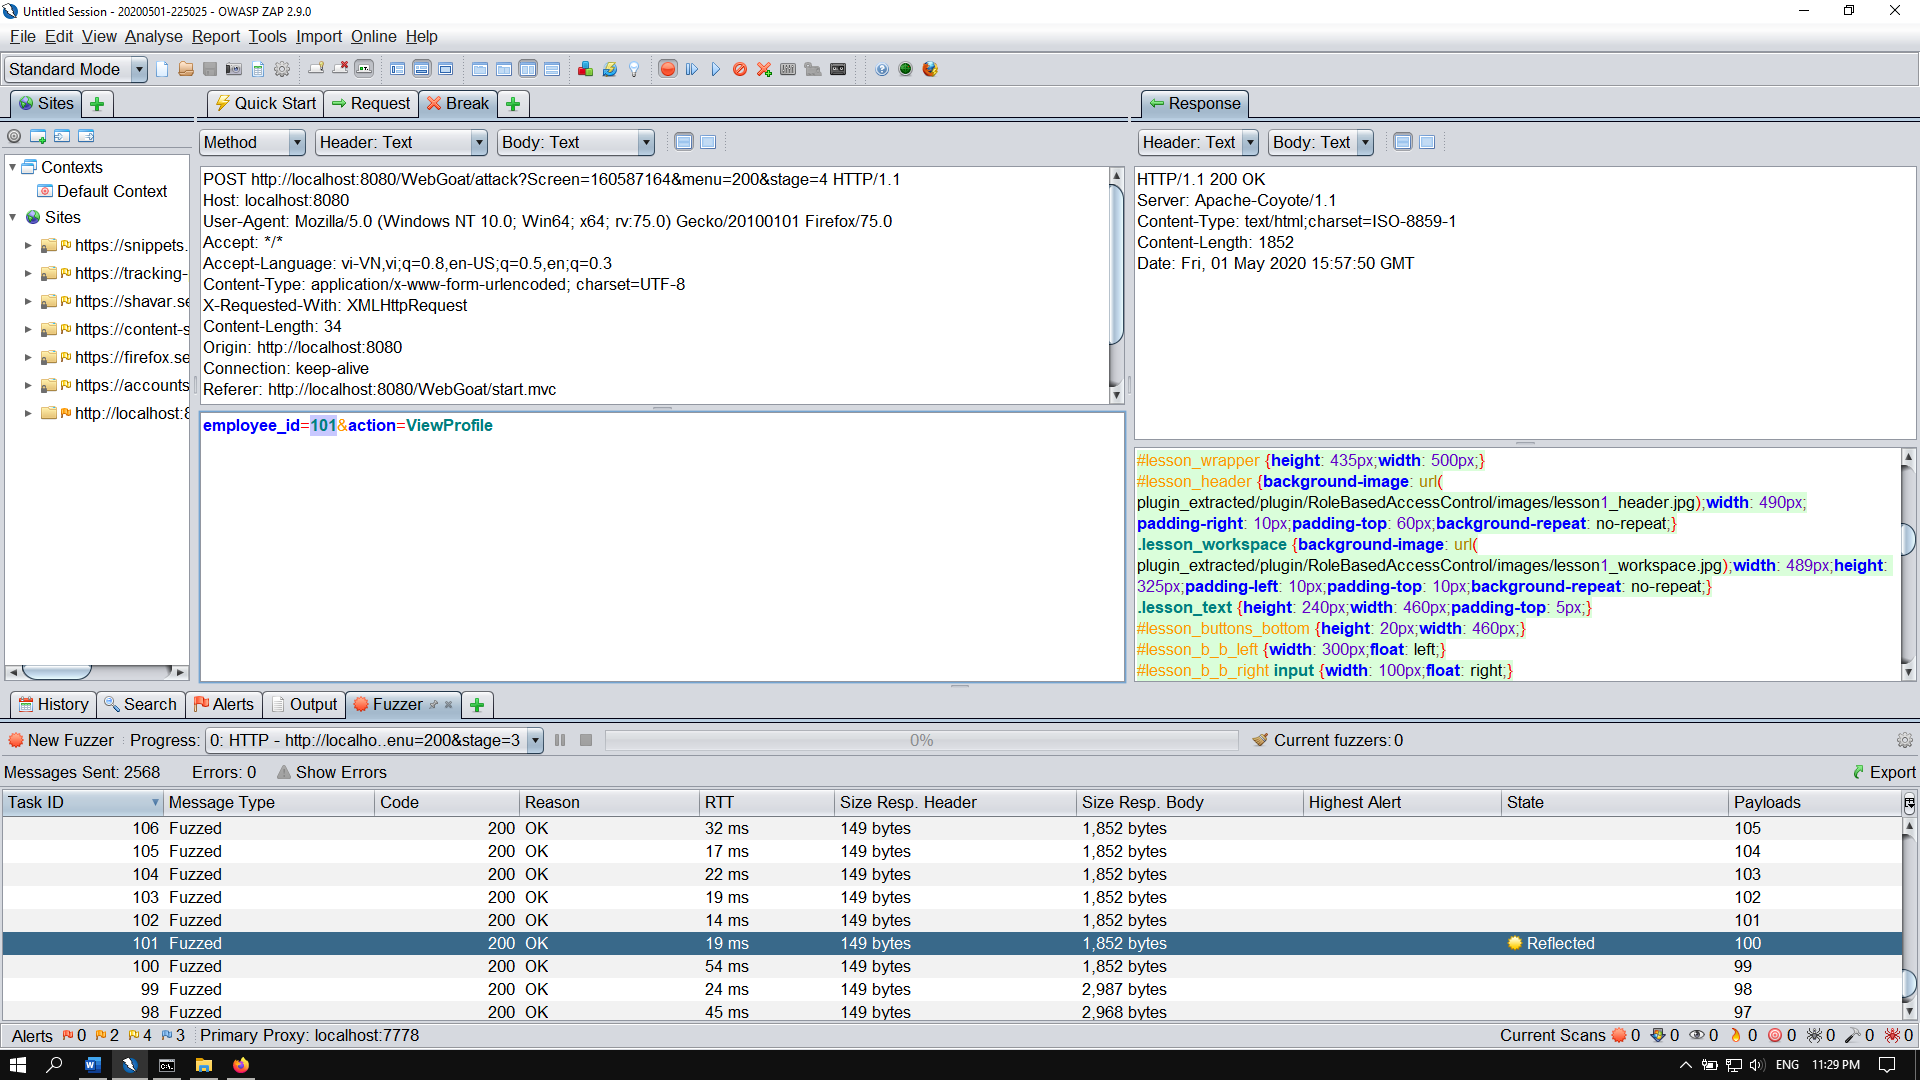 Untitled Session - 20200501-225025 - OWASP ZAP 2.9.0
File Edit View Analyse Report Tools Import Online Help
Standard Mode
Sites
Quick Start
Request
Break
Response
Method
Header: Text
Body: Text
Header: Text
Body: Text
Contexts
Default Context
Sites
https://snippets.
https://tracking-
https://shavar.se
https://content-s
https://firefox.se
https://accounts
http://localhost:8
POST http://localhost:8080/WebGoat/attack?Screen=160587164&menu=200&stage=4 HTTP/1.1
Host: localhost:8080
User-Agent: Mozilla/5.0 (Windows NT 10.0; Win64; x64; rv:75.0) Gecko/20100101 Firefox/75.0
Accept: */*
Accept-Language: vi-VN,vi;q=0.8,en-US;q=0.5,en;q=0.3
Content-Type: application/x-www-form-urlencoded; charset=UTF-8
X-Requested-With: XMLHttpRequest
Content-Length: 34
Origin: http://localhost:8080
Connection: keep-alive
Referer: http://localhost:8080/WebGoat/start.mvc
employee_id=101&action=ViewProfile
HTTP/1.1 200 OK
Server: Apache-Coyote/1.1
Content-Type: text/html;charset=ISO-8859-1
Content-Length: 1852
Date: Fri, 01 May 2020 15:57:50 GMT
#lesson_wrapper {height: 435px;width: 500px;}
#lesson_header {background-image: url(
plugin_extracted/plugin/RoleBasedAccessControl/images/lesson1_header.jpg);width: 490px;
padding-right: 10px;padding-top: 60px;background-repeat: no-repeat;}
.lesson_workspace {background-image: url(
plugin_extracted/plugin/RoleBasedAccessControl/images/lesson1_workspace.jpg);width: 489px;height:
325px;padding-left: 10px;padding-top: 10px;background-repeat: no-repeat;}
.lesson_text {height: 240px;width: 460px;padding-top: 5px;}
#lesson_buttons_bottom {height: 20px;width: 460px;}
#lesson_b_b_left {width: 300px;float: left;}
#lesson_b_b_right input {width: 100px;float: right;}
History
Search
Alerts
Output
Fuzzer
New Fuzzer
Progress:
0: HTTP - http://localho..enu=200&stage=3
0%
Current fuzzers: 0
Messages Sent: 2568
Errors: 0
Show Errors
Export
Task ID Message Type Code Reason RTT Size Resp. Header Size Resp. Body Highest Alert State Payloads
106 Fuzzed 200 OK 32 ms 149 bytes 1,852 bytes 105
105 Fuzzed 200 OK 17 ms 149 bytes 1,852 bytes 104
104 Fuzzed 200 OK 22 ms 149 bytes 1,852 bytes 103
103 Fuzzed 200 OK 19 ms 149 bytes 1,852 bytes 102
102 Fuzzed 200 OK 14 ms 149 bytes 1,852 bytes 101
101 Fuzzed 200 OK 19 ms 149 bytes 1,852 bytes Reflected 100
100 Fuzzed 200 OK 54 ms 149 bytes 1,852 bytes 99
99 Fuzzed 200 OK 24 ms 149 bytes 2,987 bytes 98
98 Fuzzed 200 OK 45 ms 149 bytes 2,968 bytes 97
Alerts 0 2 4 3 Primary Proxy: localhost:7778
Current Scans 0 0 0 0 0 0 0 0
ENG 11:29 PM